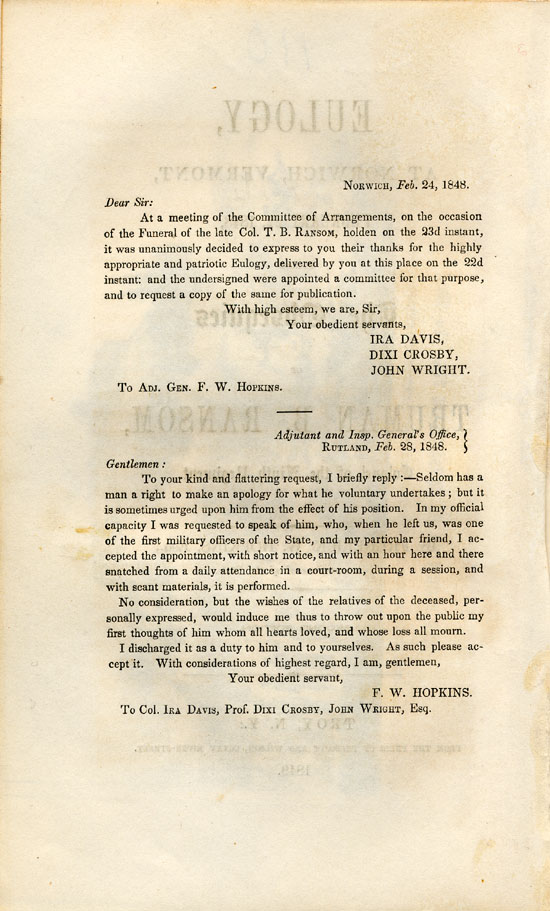 NORWICH, Feb. 24, 1848.
Dear Sir:
At a meeting of the Committee of Arrangements, on the occasion
of the Funeral of the late Col. T. B. RANSOM, holden on the 23d instant,
it was unanimously decided to express to you their thanks for the highly
appropriate and patriotic Eulogy, delivered by you at this place on the 22d
instant: and the undersigned were appointed a committee for that purpose,
and to request a copy of the same for publication.
With high esteem, we are, Sir,
Your obedient servants,
IRA DAVIS,
DIXI CROSBY,
JOHN WRIGHT.
To ADJ. GEN. F. W. HOPKINS.
Adjutant and Insp. General's Office, }
RUTLAND, Feb. 28, 1848. }
Gentlemen:
To your kind and flattering request, I briefly reply:—Seldom has a
man a right to make an apology for what he voluntary undertakes; but it
is sometimes urged upon him from the effect of his position. In my official
capacity I was requested to speak of him, who, when he left us, was one
of the first military officers of the State, and my particular friend, I ac-
cepted the appointment, with short notice, and with an hour here and there
snatched from a daily attendance in a court-room, during a session, and
with scant materials, it is performed.
No consideration, but the wishes of the relatives of the deceased, per-
sonally expressed, would induce me thus to throw out upon the public my
first thoughts of him whom all hearts loved, and whose loss all mourn.
I discharged it as a duty to him and to yourselves. As such please ac-
cept it. With considerations of highest regard, I am, gentlemen,
Your obedient servant,
F. W. HOPKINS.
To Col. IRA DAVIS, Prof. DIXI CROSBY, JOHN WRIGHT, Esq.